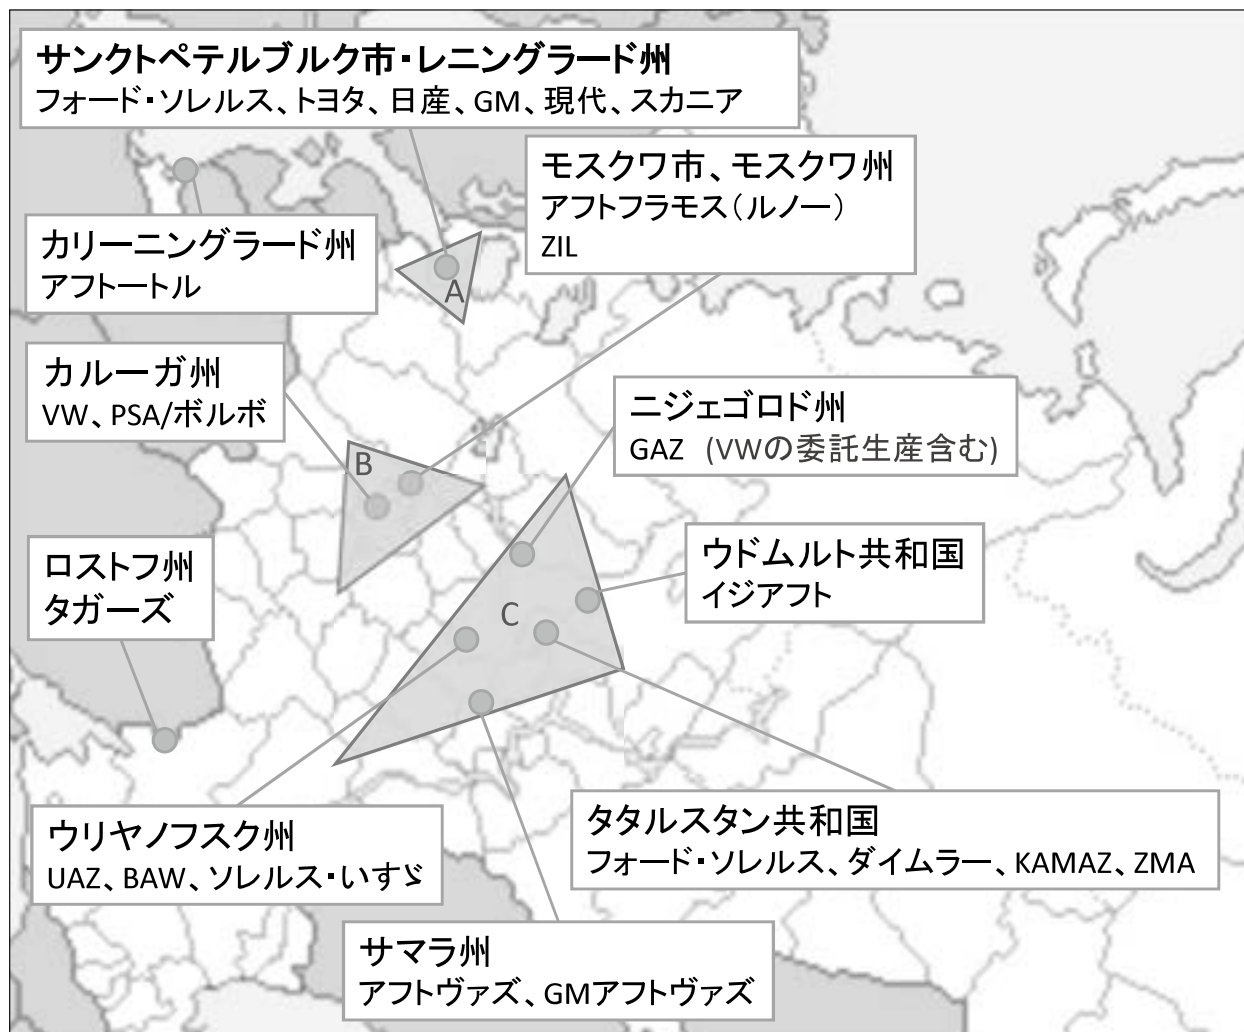 サンクトペテルブルク市・レニングラード州
フォード・ソレルス、トヨタ、日産、GM、現代、スカニア
モスクワ市、モスクワ州
アフトフラモス（ルノー）
ZIL
カリーニングラード州
アフトートル
A
カルーガ州
VW、PSA/ボルボ
ニジェゴロド州
GAZ (VWの委託生産含む)
B
ロストフ州
タガーズ
ウドムルト共和国
イジアフト
C
ウリヤノフスク州
UAZ、BAW、ソレルス・いすゞ
タタルスタン共和国
フォード・ソレルス、ダイムラー、KAMAZ、ZMA
サマラ州
アフトヴァズ、GMアフトヴァズ